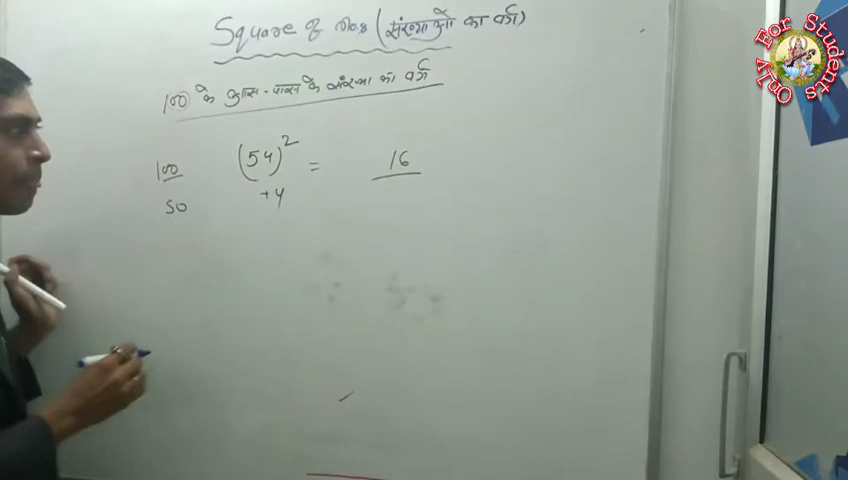 Square of Nos (संख्याओं का वर्ग)
100 के आस-पास के संख्या का वर्ग
100 (54)² = 16
50 +4
Only For Students